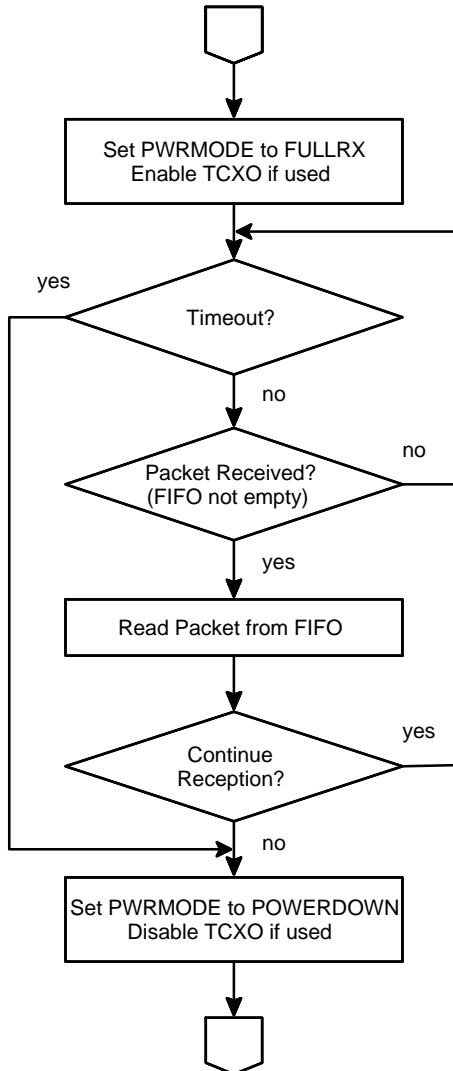 Set PWRMODE to FULLRX
Enable TCXO if used
yes
Timeout?
no
Packet Received?
(FIFO not empty)
no
yes
Read Packet from FIFO
Continue
Reception?
yes
no
Set PWRMODE to POWERDOWN
Disable TCXO if used